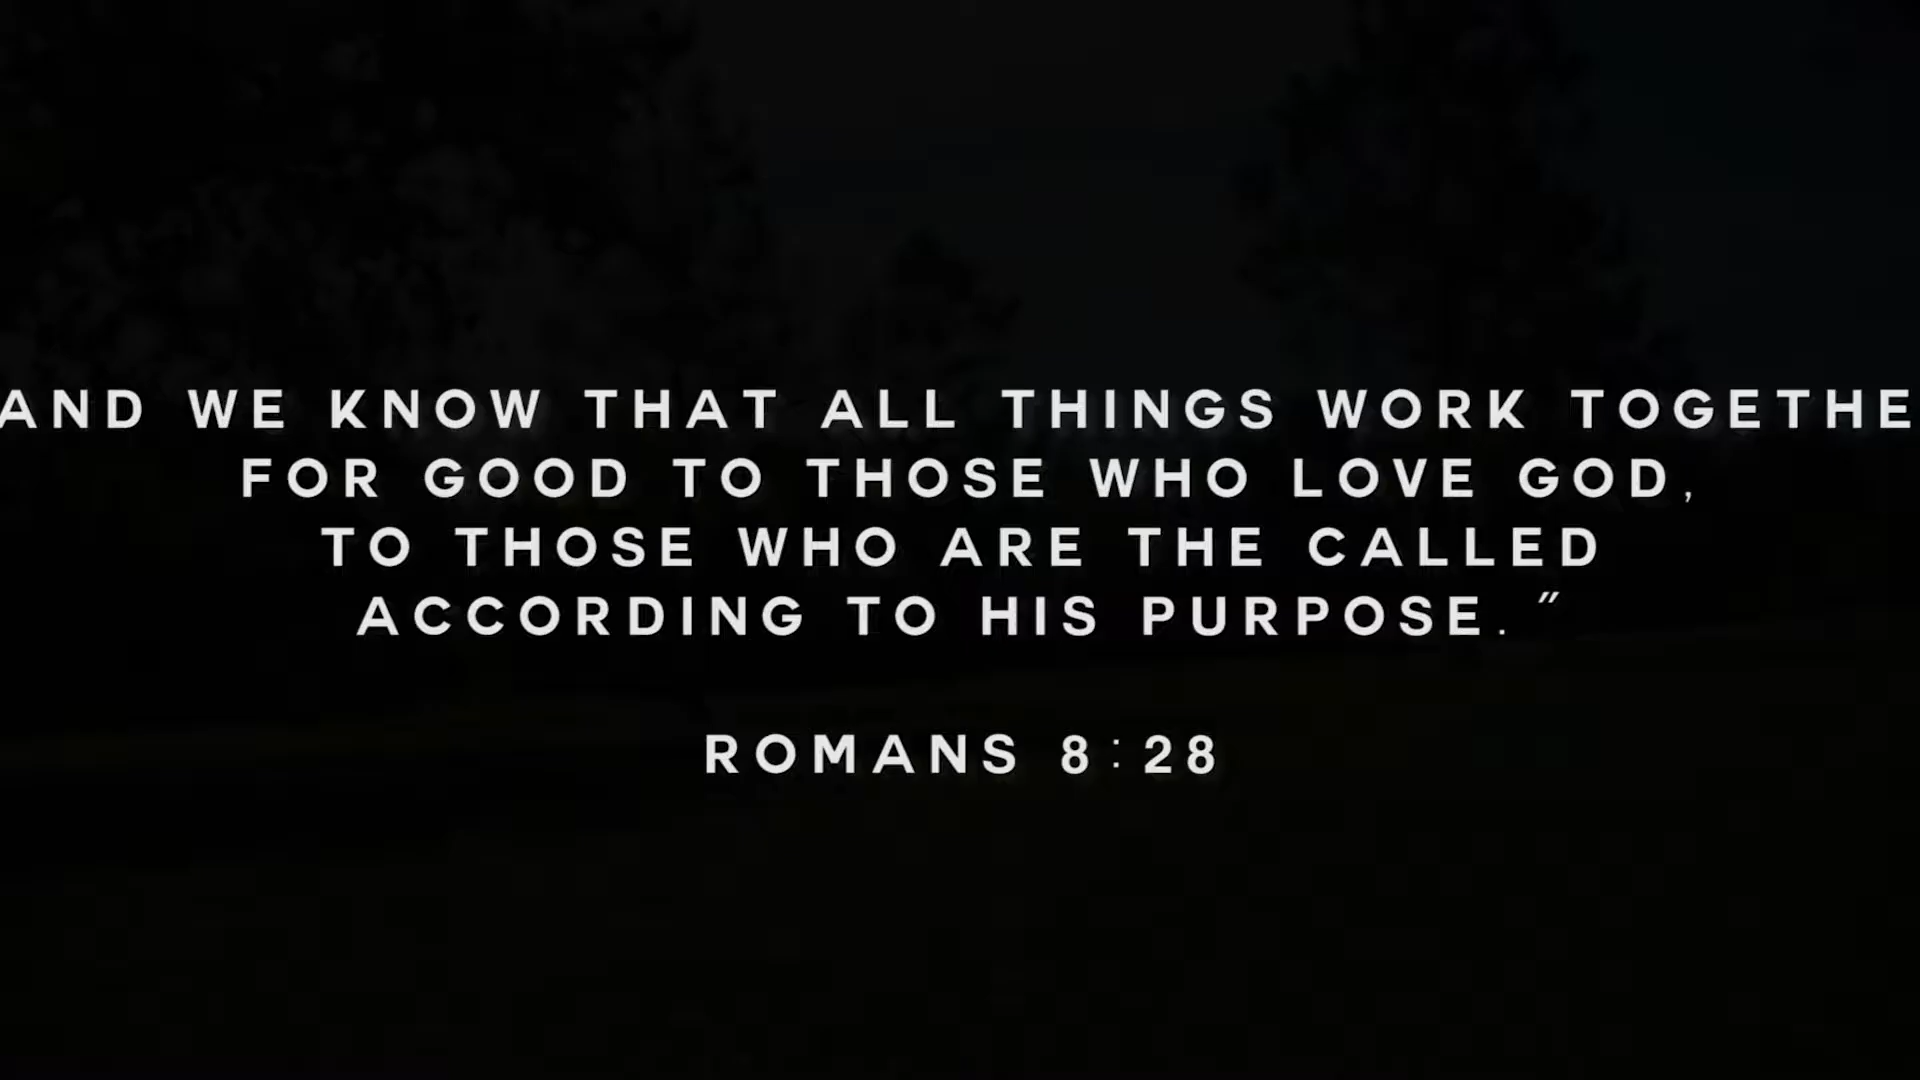 AND WE KNOW THAT ALL THINGS WORK TOGETHE
FOR GOOD TO THOSE WHO LOVE GOD,
TO THOSE WHO ARE THE CALLED
ACCORDING TO HIS PURPOSE."
ROMANS 8:28